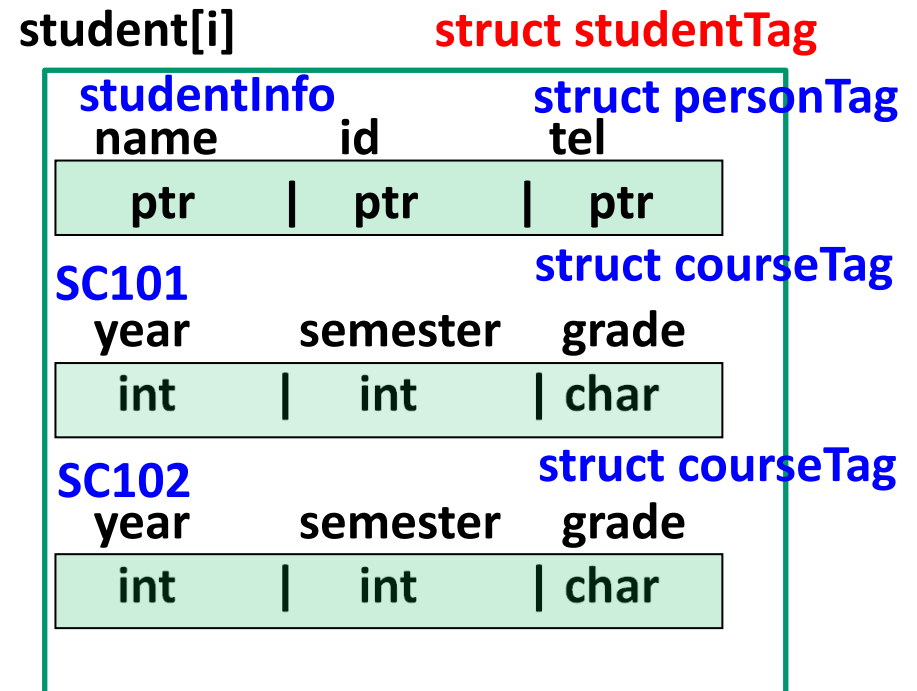 student[i] struct studentTag
studentInfo struct personTag
name id tel
ptr | ptr | ptr
SC101 struct courseTag
year semester grade
int | int | char
SC102 struct courseTag
year semester grade
int | int | char